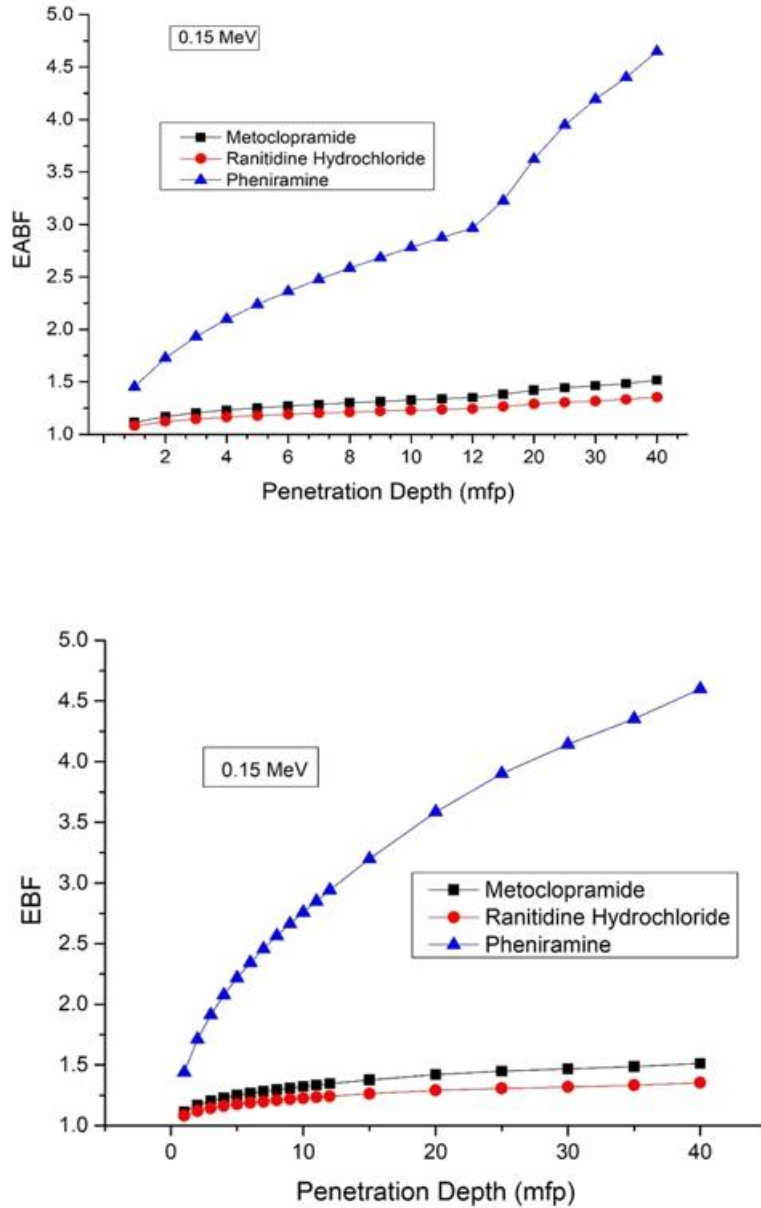 5.0
0.15 MeV
4.5
4.0
Metoclopramide
Ranitidine Hydrochloride
Pheniramine
3.5
3.0
2.5
2.0
1.5
1.0
EABF
2 4 6 8 10 12 20 30 40
Penetration Depth (mfp)
5.0
4.5
0.15 MeV
4.0
3.5
3.0
Metoclopramide
Ranitidine Hydrochloride
Pheniramine
2.5
2.0
1.5
1.0
EBF
0 10 20 30 40
Penetration Depth (mfp)